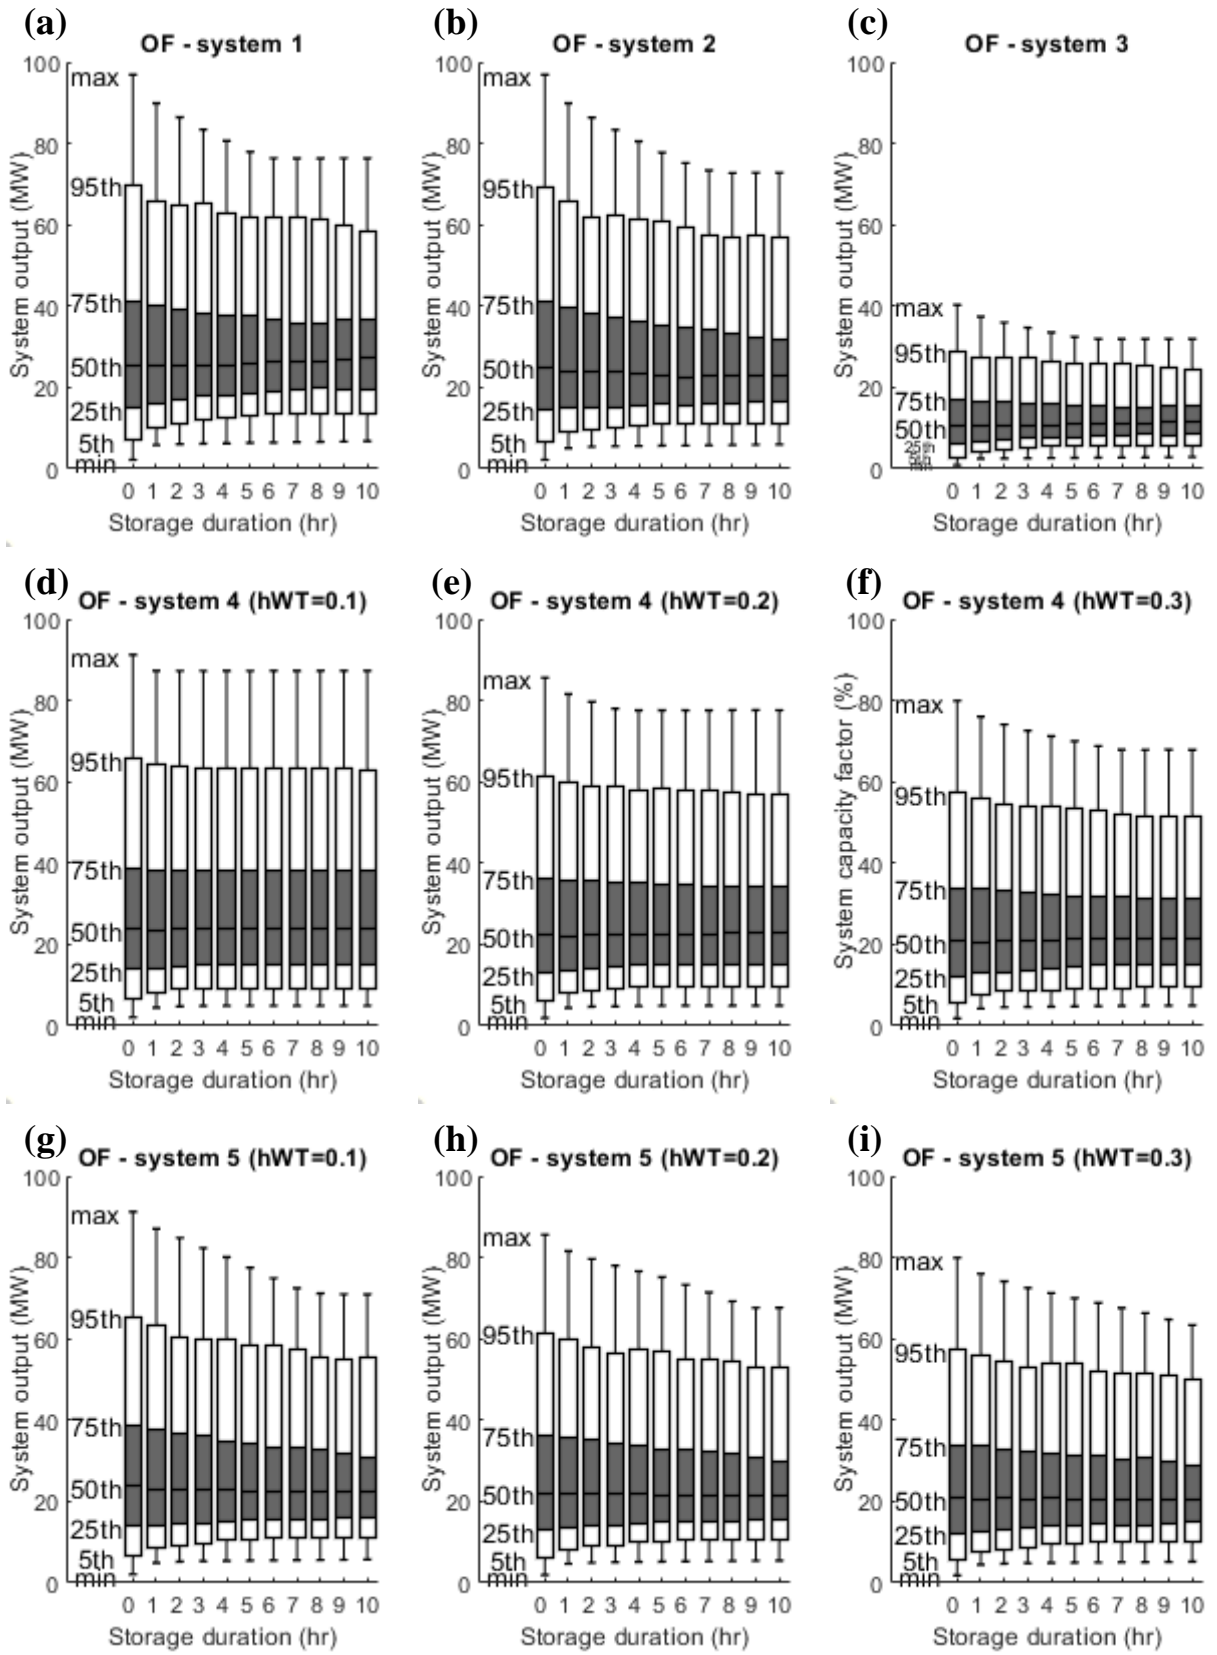 (a)
OF - system 1
100
80
60
40
20
0
System output (MW)
max
95th
75th
50th
25th
5th
min
0 1 2 3 4 5 6 7 8 9 10
Storage duration (hr)
(b)
OF - system 2
100
80
60
40
20
0
System output (MW)
max
95th
75th
50th
25th
5th
min
0 1 2 3 4 5 6 7 8 9 10
Storage duration (hr)
(c)
OF - system 3
100
80
60
40
20
0
System output (MW)
max
95th
75th
50th
25th
5th
min
0 1 2 3 4 5 6 7 8 9 10
Storage duration (hr)
(d)
OF - system 4 (hWT=0.1)
100
80
60
40
20
0
System output (MW)
max
95th
75th
50th
25th
5th
min
0 1 2 3 4 5 6 7 8 9 10
Storage duration (hr)
(e)
OF - system 4 (hWT=0.2)
100
80
60
40
20
0
System output (MW)
max
95th
75th
50th
25th
5th
min
0 1 2 3 4 5 6 7 8 9 10
Storage duration (hr)
(f)
OF - system 4 (hWT=0.3)
100
80
60
40
20
0
System capacity factor (%)
max
95th
75th
50th
25th
5th
min
0 1 2 3 4 5 6 7 8 9 10
Storage duration (hr)
(g)
OF - system 5 (hWT=0.1)
100
80
60
40
20
0
System output (MW)
max
95th
75th
50th
25th
5th
min
0 1 2 3 4 5 6 7 8 9 10
Storage duration (hr)
(h)
OF - system 5 (hWT=0.2)
100
80
60
40
20
0
System output (MW)
max
95th
75th
50th
25th
5th
min
0 1 2 3 4 5 6 7 8 9 10
Storage duration (hr)
(i)
OF - system 5 (hWT=0.3)
100
80
60
40
20
0
System output (MW)
max
95th
75th
50th
25th
5th
min
0 1 2 3 4 5 6 7 8 9 10
Storage duration (hr)